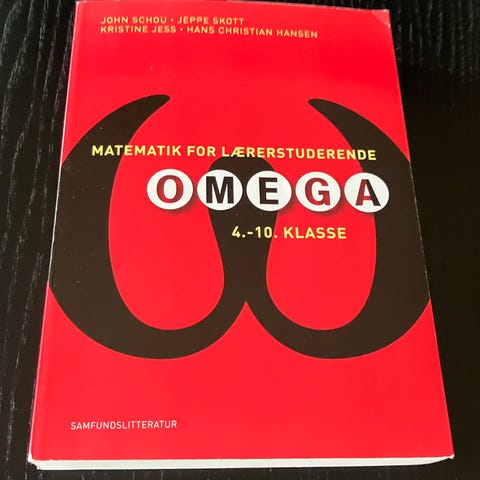 JOHN SCHOU • JEPPE SKOTT
KRISTINE JESS • HANS CHRISTIAN HANSEN
MATEMATIK FOR LÆRERSTUDERENDE
OMEGA
4.-10. KLASSE
SAMFUNDSLITTERATUR